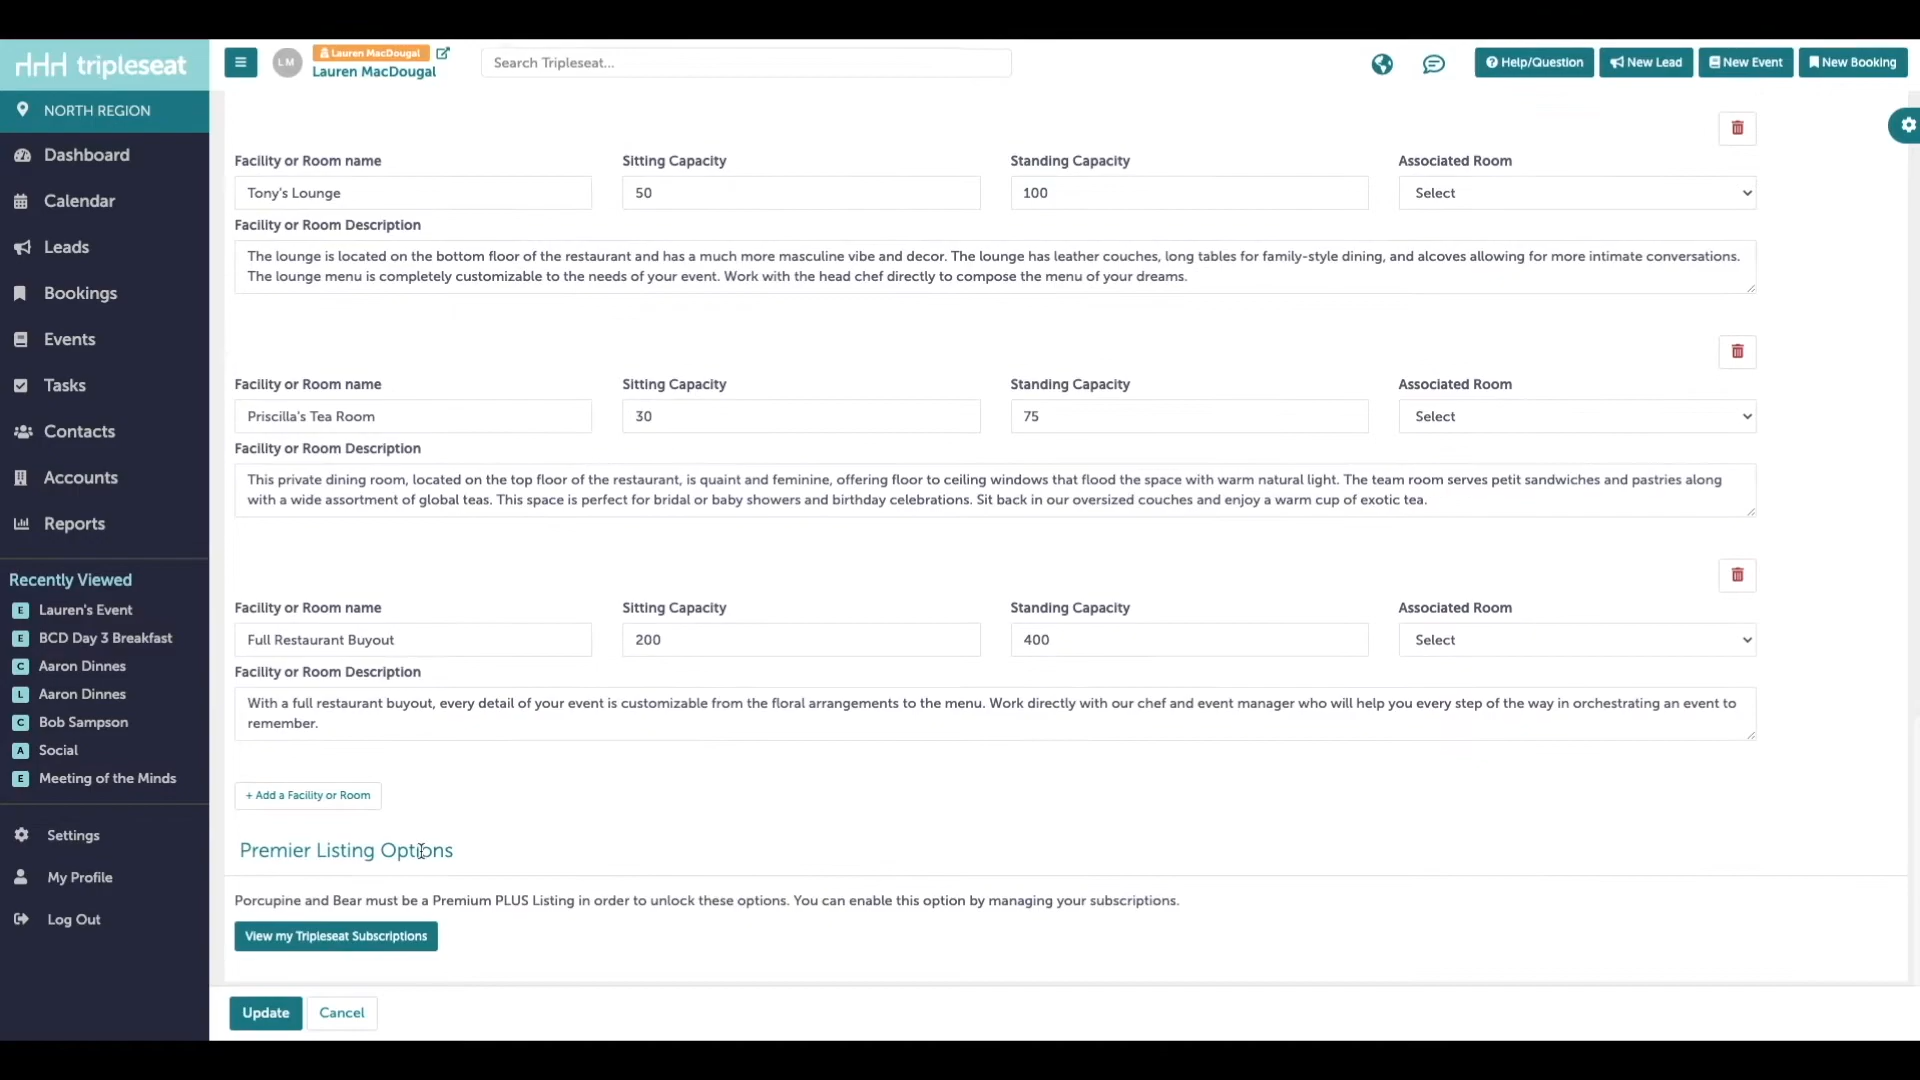 tripleseat
LM
Lauren MacDougal
Lauren MacDougal
Search Tripleseat...
Help/Question
New Lead
New Event
New Booking
NORTH REGION
Dashboard
Calendar
Leads
Bookings
Events
Tasks
Contacts
Accounts
Reports
Recently Viewed
E Lauren's Event
E BCD Day 3 Breakfast
C Aaron Dinnes
L Aaron Dinnes
C Bob Sampson
A Social
E Meeting of the Minds
Settings
My Profile
Log Out
Facility or Room name Sitting Capacity Standing Capacity Associated Room
Tony's Lounge 50 100 Select
Facility or Room Description
The lounge is located on the bottom floor of the restaurant and has a much more masculine vibe and decor. The lounge has leather couches, long tables for family-style dining, and alcoves allowing for more intimate conversations.
The lounge menu is completely customizable to the needs of your event. Work with the head chef directly to compose the menu of your dreams.
Facility or Room name Sitting Capacity Standing Capacity Associated Room
Priscilla's Tea Room 30 75 Select
Facility or Room Description
This private dining room, located on the top floor of the restaurant, is quaint and feminine, offering floor to ceiling windows that flood the space with warm natural light. The team room serves petit sandwiches and pastries along
with a wide assortment of global teas. This space is perfect for bridal or baby showers and birthday celebrations. Sit back in our oversized couches and enjoy a warm cup of exotic tea.
Facility or Room name Sitting Capacity Standing Capacity Associated Room
Full Restaurant Buyout 200 400 Select
Facility or Room Description
With a full restaurant buyout, every detail of your event is customizable from the floral arrangements to the menu. Work directly with our chef and event manager who will help you every step of the way in orchestrating an event to
remember.
+ Add a Facility or Room
Premier Listing Options
Porcupine and Bear must be a Premium PLUS Listing in order to unlock these options. You can enable this option by managing your subscriptions.
View my Tripleseat Subscriptions
Update Cancel